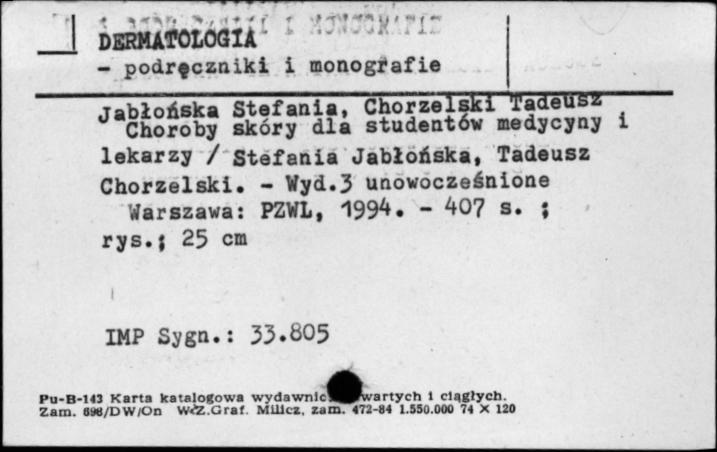 DERMATOLOGIA
- podręczniki i monografie
Jabłońska Stefania, Chorzelski Tadeusz
Choroby skóry dla studentów medycyny i
lekarzy / Stefania Jabłońska, Tadeusz
Chorzelski. - Wyd.3 unowocześnione
Warszawa: PZWL, 1994. - 407 s. ;
rys.; 25 cm
IMP Sygn.: 33.805
Pu-B-143 Karta katalogowa wydawnic wartych i ciągłych.
Zam. 698/DW/On WZ.Graf. Milicz, zam. 472-84 1.550.000 74 × 120